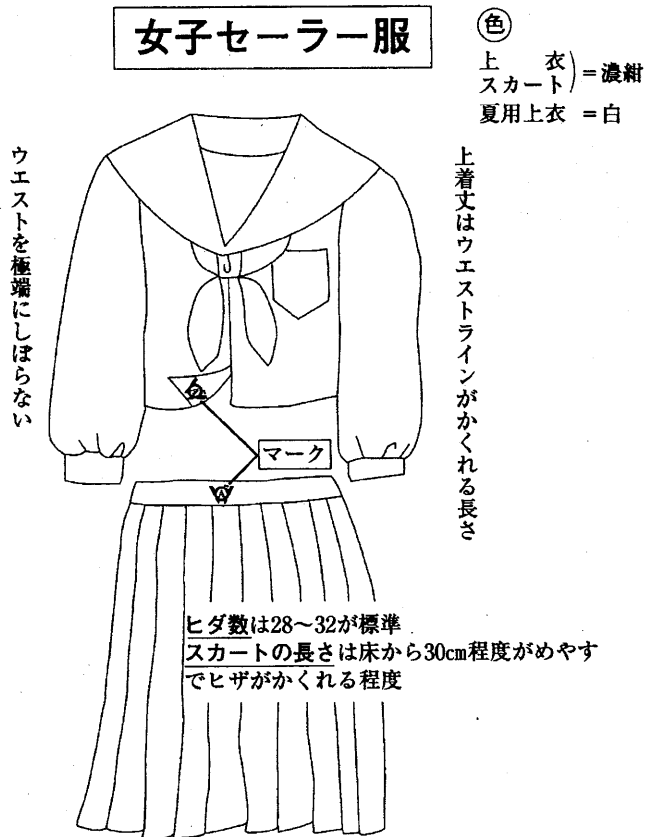 女子セーラー服
色
上 衣
スカート)=濃紺
夏用上衣 =白
上着丈はウエストラインがかくれる長さ
ウエストを極端にしぼらない
マーク
ヒダ数は28〜32が標準
スカートの長さは床から30cm程度がめやす
でヒザがかくれる程度